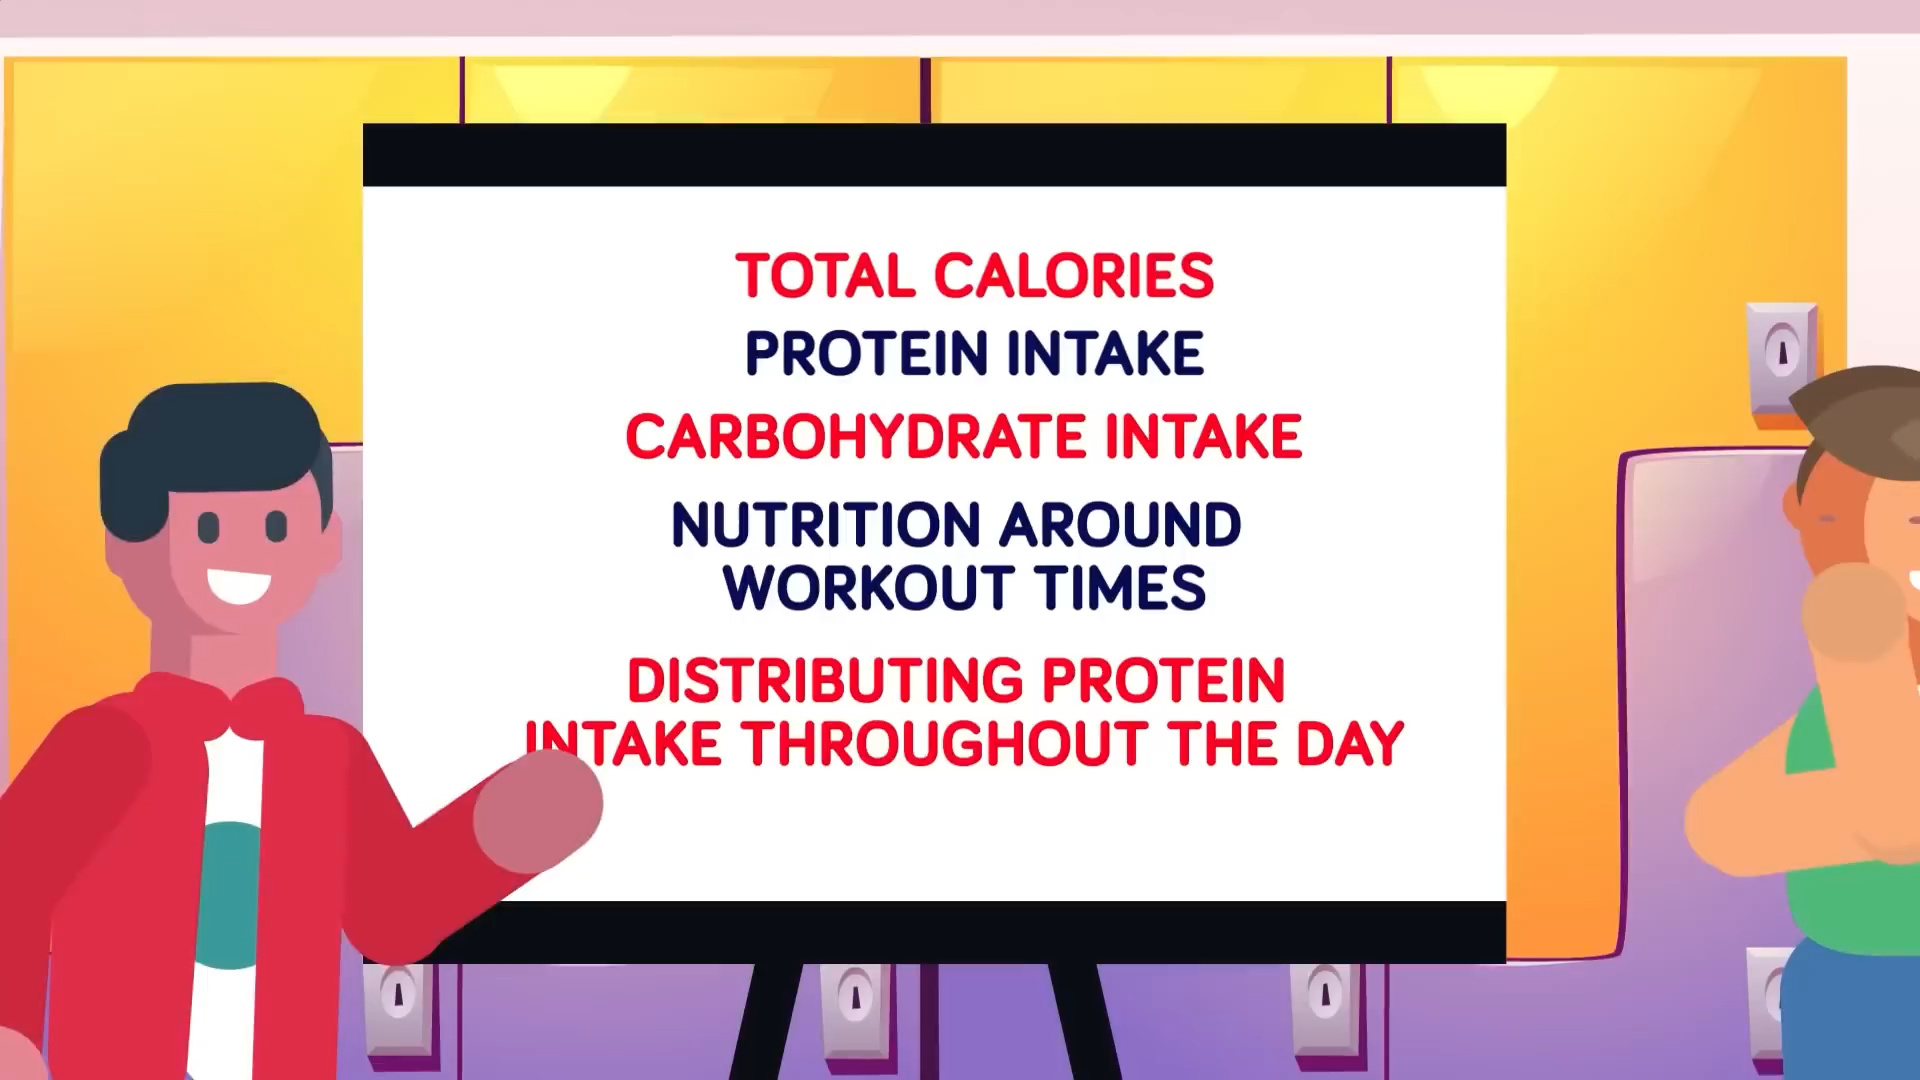 TOTAL CALORIES
PROTEIN INTAKE
CARBOHYDRATE INTAKE
NUTRITION AROUND
WORKOUT TIMES
DISTRIBUTING PROTEIN
INTAKE THROUGHOUT THE DAY